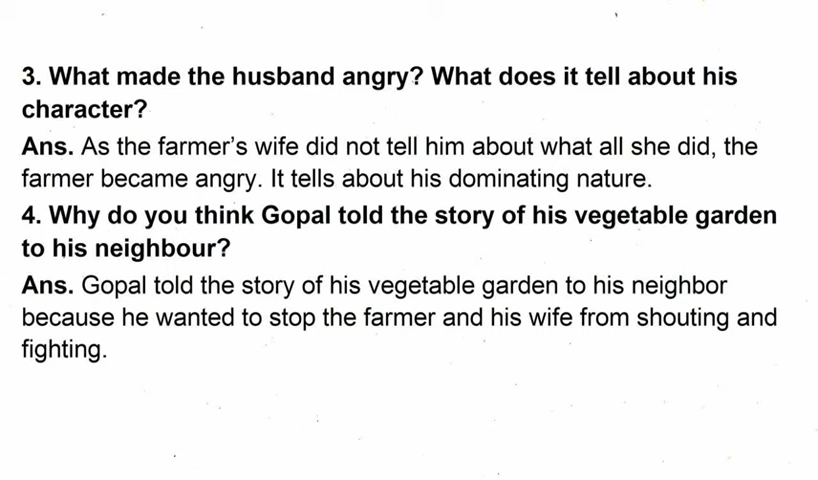 3. What made the husband angry? What does it tell about his
character?
Ans. As the farmer's wife did not tell him about what all she did, the
farmer became angry. It tells about his dominating nature.
4. Why do you think Gopal told the story of his vegetable garden
to his neighbour?
Ans. Gopal told the story of his vegetable garden to his neighbor
because he wanted to stop the farmer and his wife from shouting and
fighting.